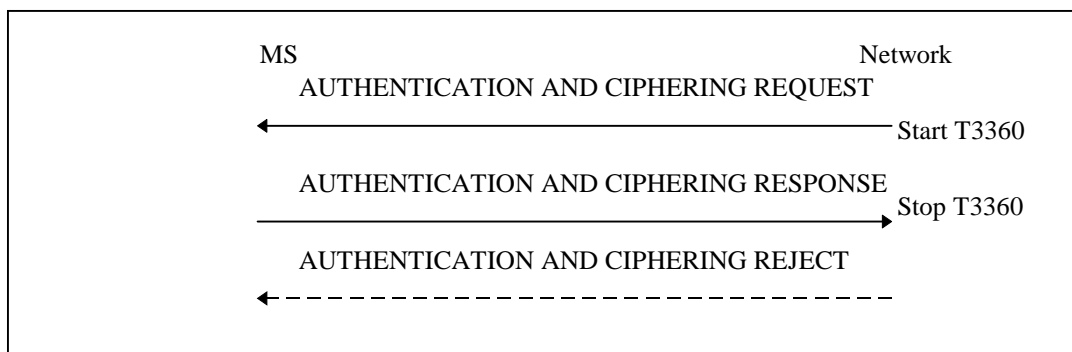 MS Network
AUTHENTICATION AND CIPHERING REQUEST
Start T3360
AUTHENTICATION AND CIPHERING RESPONSE
Stop T3360
AUTHENTICATION AND CIPHERING REJECT